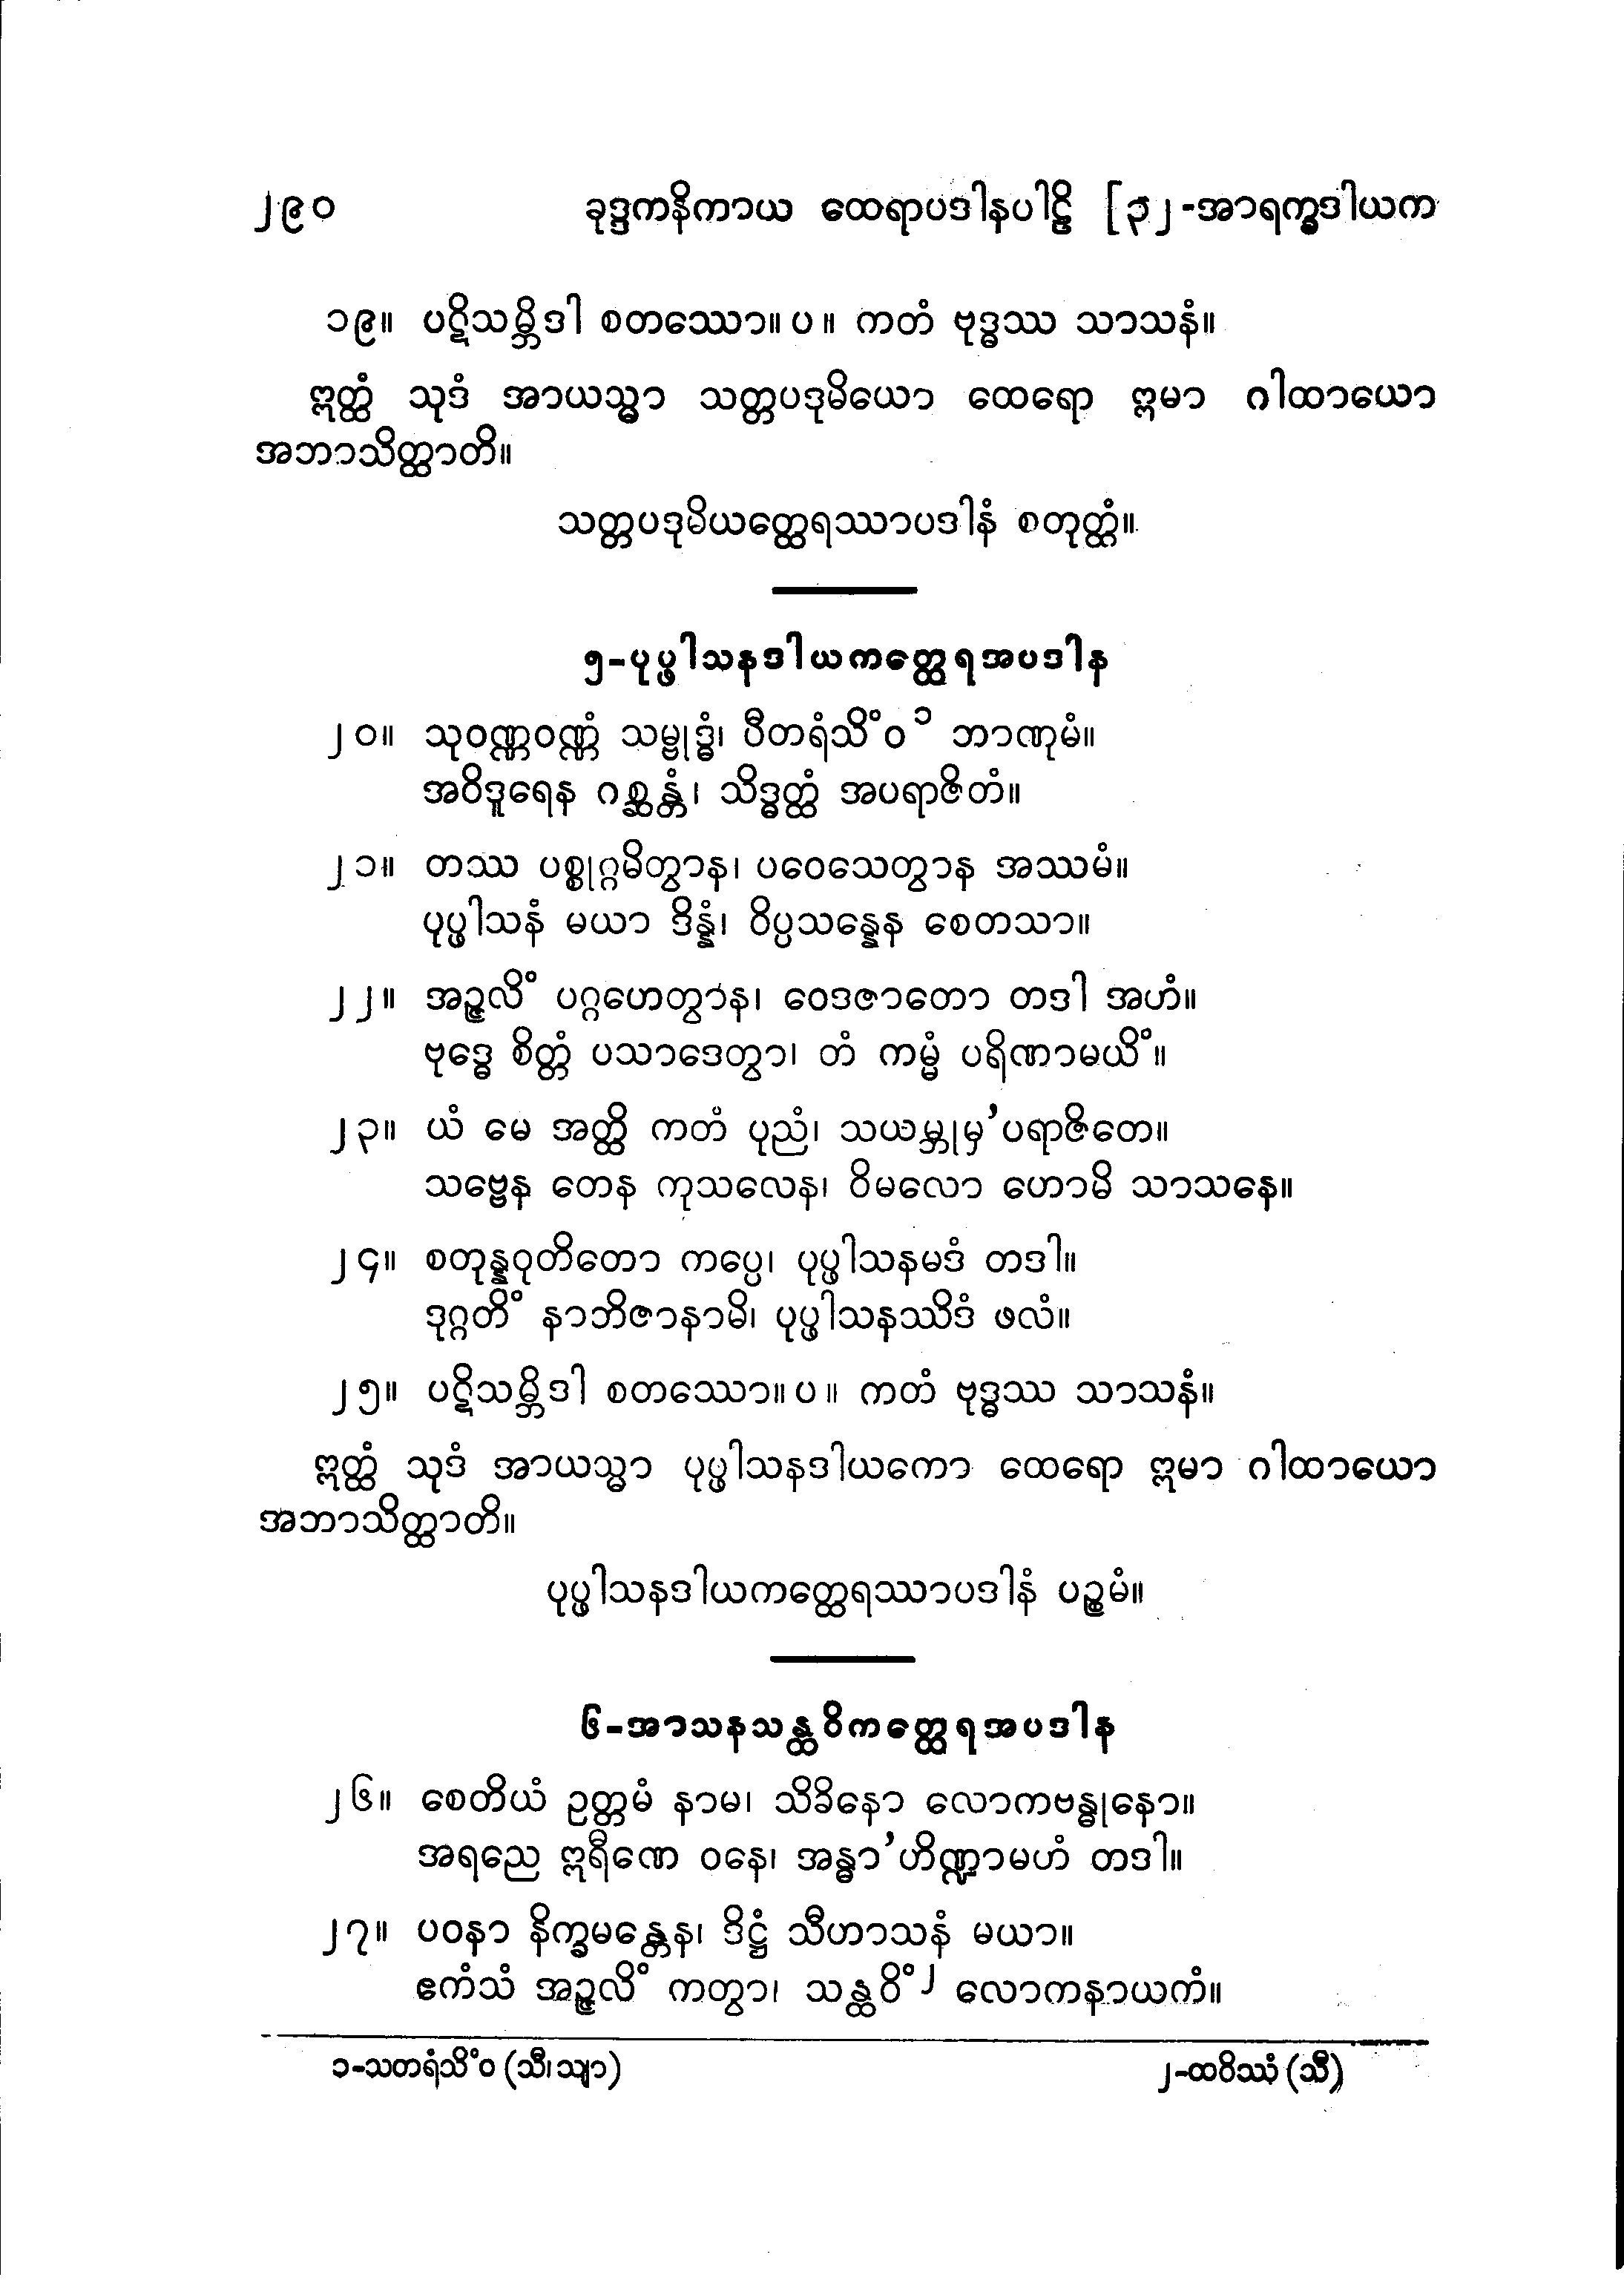 ၂၉၀ ခုဒ္ဒကနိကာယ ထေရာပဒါနပါဠိ [၃၂-အာရက္ခဒါယက
၁၉။ ပဋိသမ္ဘိဒါ စတဿော။ ပ ။ ကတံ ဗုဒ္ဓဿ သာသနံ။
ဣတ္ထံ သုဒံ အာယသ္မာ သတ္တပဒုမိယော ထေရော ဣမာ ဂါထာယော
အဘာသိတ္ထာတိ။
သတ္တပဒုမိယတ္ထေရဿာပဒါနံ စတုတ္ထံ။
၅-ပုပ္ဖါသနဒါယကတ္ထေရအပဒါန
၂၀။ သုဝဏ္ဏဝဏ္ဏံ သမ္ဗုဒ္ဓံ၊ ပီတရံသိံဝ ၁ ဘာဏုမံ။
အဝိဒူရေန ဂစ္ဆန္တံ၊ သိဒ္ဓတ္ထံ အပရာဇိတံ။
၂၁။ တဿ ပစ္စုဂ္ဂမိတွာန၊ ပဝေသေတွာန အဿမံ။
ပုပ္ဖါသနံ မယာ ဒိန္နံ၊ ဝိပ္ပသန္နေန စေတသာ။
၂၂။ အဉ္ဇလိံ ပဂ္ဂဟေတွာန၊ ဝေဒဇာတော တဒါ အဟံ။
ဗုဒ္ဓေ စိတ္တံ ပသာဒေတွာ၊ တံ ကမ္မံ ပရိဏာမယိံ။
၂၃။ ယံ မေ အတ္ထိ ကတံ ပုညံ၊ သယမ္ဘုမှ’ပရာဇိတေ။
သဗ္ဗေန တေန ကုသလေန၊ ဝိမလော ဟောမိ သာသနေ။
၂၄။ စတုန္နဝုတိတော ကပ္ပေ၊ ပုပ္ဖါသနမဒံ တဒါ။
ဒုဂ္ဂတိံ နာဘိဇာနာမိ၊ ပုပ္ဖါသနဿိဒံ ဖလံ။
၂၅။ ပဋိသမ္ဘိဒါ စတဿော။ ပ ။ ကတံ ဗုဒ္ဓဿ သာသနံ။
ဣတ္ထံ သုဒံ အာယသ္မာ ပုပ္ဖါသနဒါယကော ထေရော ဣမာ ဂါထာယော
အဘာသိတ္ထာတိ။
ပုပ္ဖါသနဒါယကတ္ထေရဿာပဒါနံ ပဉ္စမံ။
၆-အာသနသန္ထဝိကတ္ထေရအပဒါန
၂၆။ စေတိယံ ဥတ္တမံ နာမ၊ သိခိနော လောကဗန္ဓုနော။
အရညေ ဣရီဏေ ဝနေ၊ အန္ဓာ’ဟိဏ္ဍာမဟံ တဒါ။
၂၇။ ပဝနာ နိက္ခမန္တေန၊ ဒိဋ္ဌံ သီဟာသနံ မယာ။
ဧကံသံ အဉ္ဇလိံ ကတွာ၊ သန္ထဝိံ ၂ လောကနာယကံ။
၁-သတရံသိံဝ (သီ၊ သျာ) ၂-ထဝိဿံ (သီ)